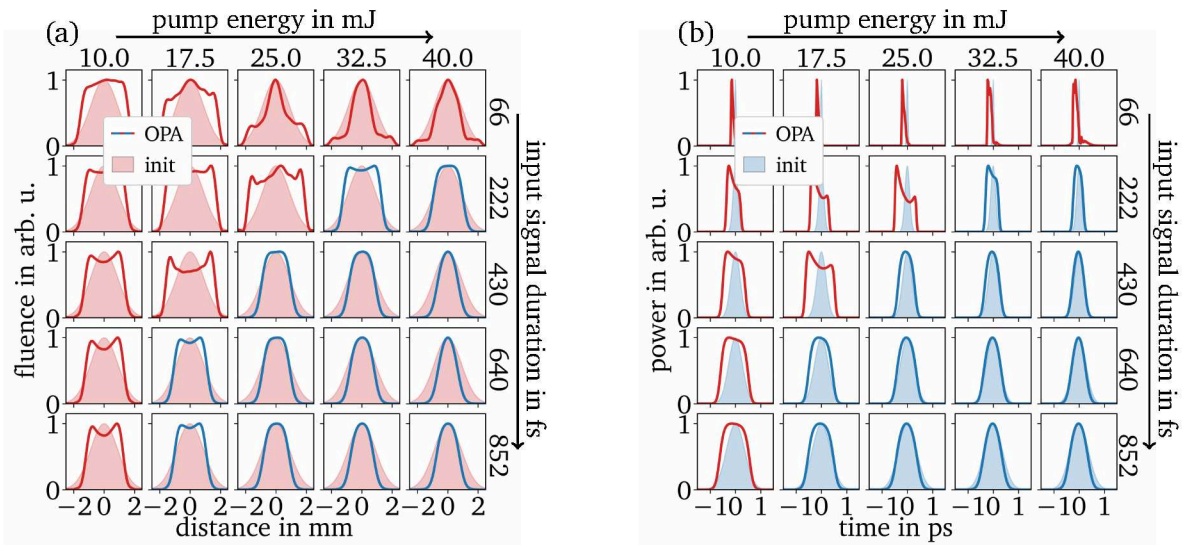 (a) pump energy in mJ
10.0 17.5 25.0 32.5 40.0
fluence in arb. u.
1
0
1
0
1
0
1
0
1
0
OPA
init
66
222
430
640
852
input signal duration in fs
−2 0 2 −2 0 2 −2 0 2 −2 0 2 −2 0 2
distance in mm
(b) pump energy in mJ
10.0 17.5 25.0 32.5 40.0
power in arb. u.
1
0
1
0
1
0
1
0
1
0
OPA
init
66
222
430
640
852
input signal duration in fs
−1 0 1 −1 0 1 −1 0 1 −1 0 1 −1 0 1
time in ps